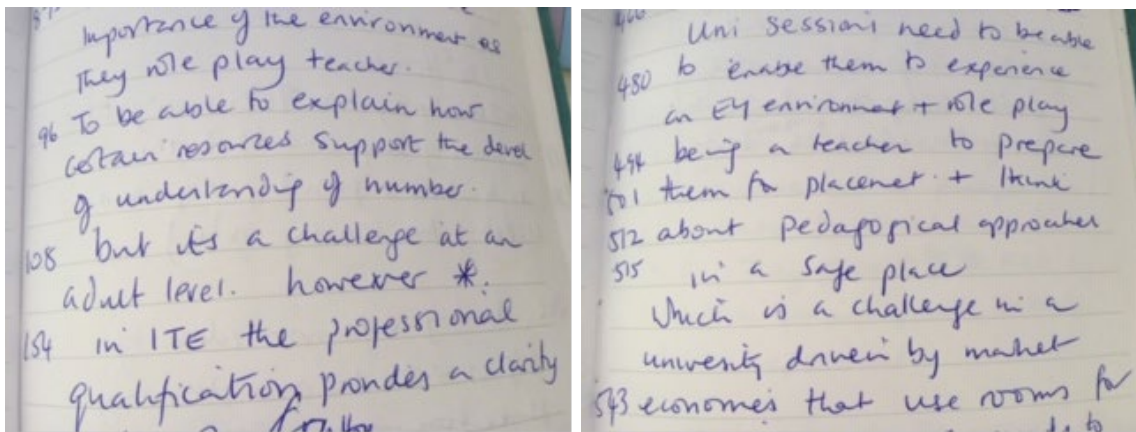 importance of the environment as
they role play teacher.
96 To be able to explain how
certain resources support the devel
of understanding of number.
108 but its a challenge at an
adult level. however *.
154 in ITE the professional
qualification provides a clarity
Uni sessions need to be able
480 to enable them to experience
an EY environment + role play
494 being a teacher to prepare
501 them for placement. + think
512 about pedagogical approaches
515 in a safe place
which is a challenge in a
university driven by market
543 economies that use rooms for
to